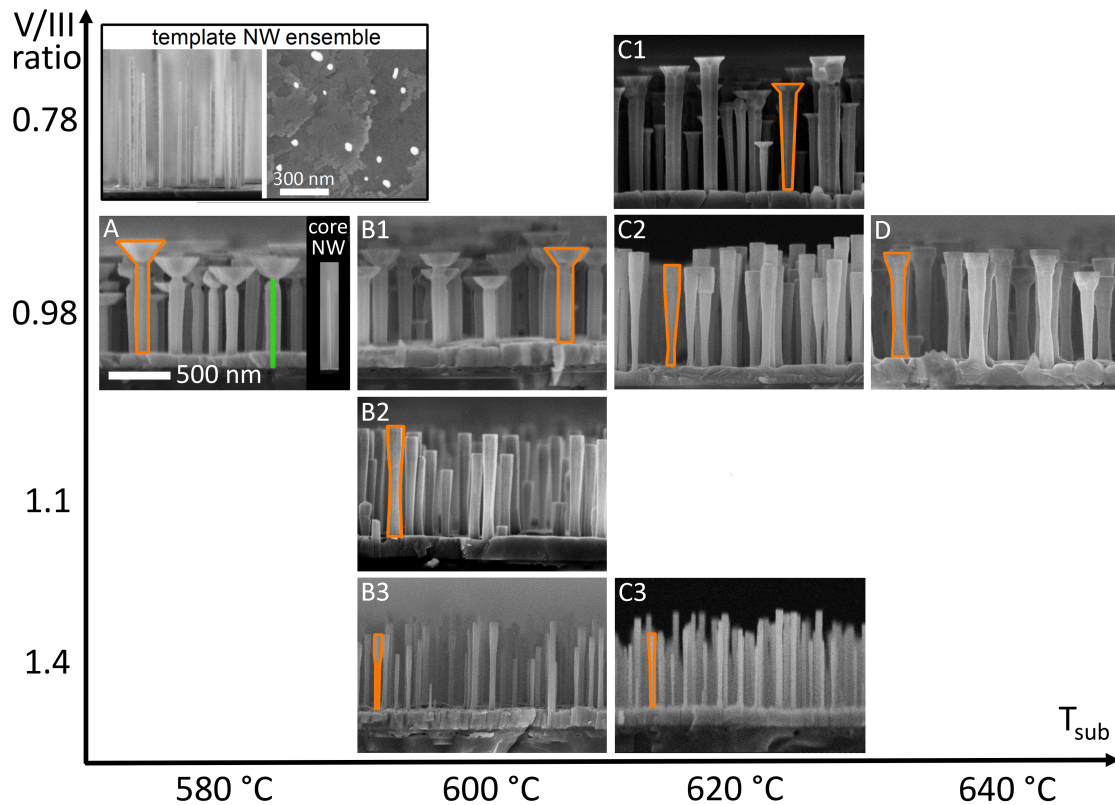 V/III
ratio
template NW ensemble
300 nm
C1
0.78
A
core
NW
B1
C2
D
0.98
500 nm
B2
1.1
B3
C3
1.4
Tsub
580 °C
600 °C
620 °C
640 °C